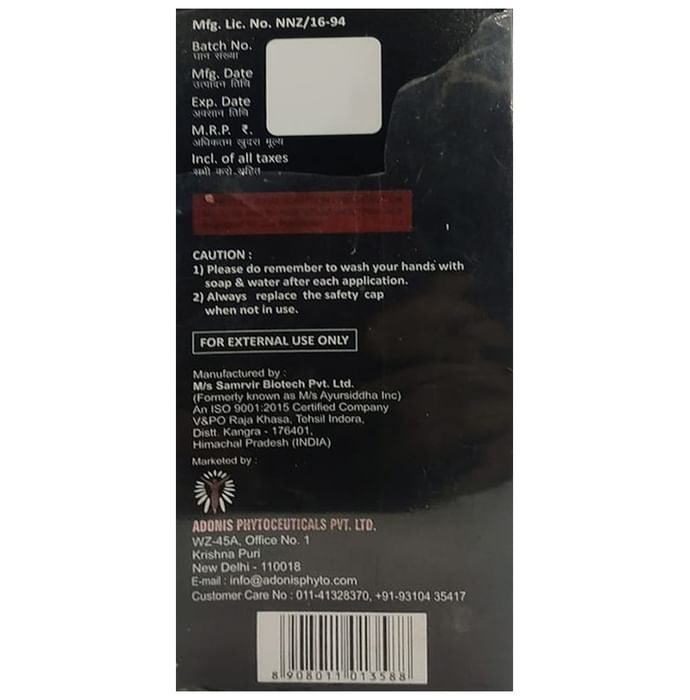 Mfg. Lic. No. NNZ/16-94
Batch No.
घान संख्या
Mfg. Date
उत्पादन तिथि
Exp. Date
अवसान तिथि
M.R.P. ₹.
अधिकतम खुदरा मूल्य
Incl. of all taxes
सभी करों सहित
CAUTION :
1) Please do remember to wash your hands with
soap & water after each application.
2) Always replace the safety cap
when not in use.
FOR EXTERNAL USE ONLY
Manufactured by :
M/s Samrvir Biotech Pvt. Ltd.
(Formerly known as M/s Ayursiddha Inc)
An ISO 9001:2015 Certified Company
V&PO Raja Khasa, Tehsil Indora,
Distt. Kangra - 176401,
Himachal Pradesh (INDIA)
Marketed by :
ADONIS PHYTOCEUTICALS PVT. LTD.
WZ-45A, Office No. 1
Krishna Puri
New Delhi - 110018
E-mail : info@adonisphyto.com
Customer Care No : 011-41328370, +91-93104 35417
8 908011 013588